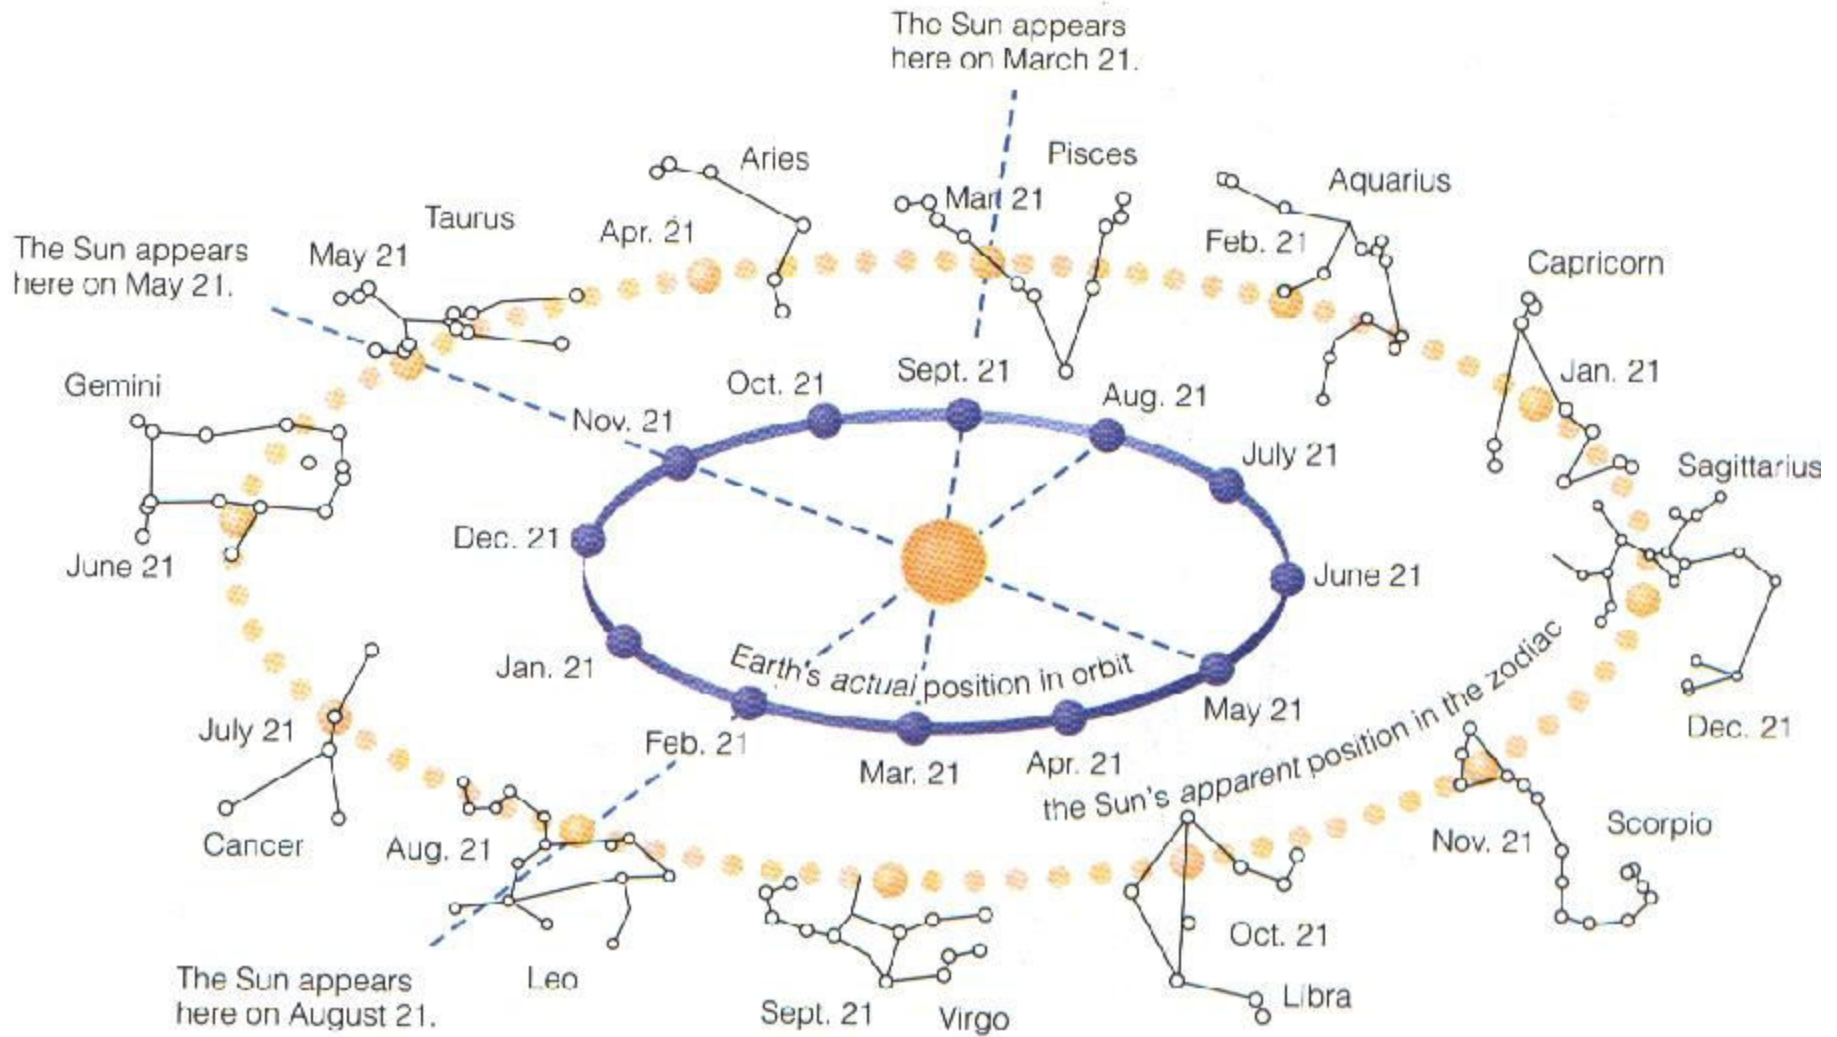 The Sun appears
here on March 21.
Aries
Pisces
Mar. 21
Aquarius
Taurus
Apr. 21
Feb. 21
The Sun appears
here on May 21.
May 21
Capricorn
Gemini
Jan. 21
Oct. 21
Sept. 21
Aug. 21
Nov. 21
July 21
Sagittarius
Dec. 21
June 21
June 21
Earth's actual position in orbit
Jan. 21
May 21
July 21
Feb. 21
Mar. 21
Apr. 21
the Sun's apparent position in the zodiac
Dec. 21
Cancer
Aug. 21
Nov. 21
Scorpio
Oct. 21
The Sun appears
here on August 21.
Leo
Sept. 21
Virgo
Libra